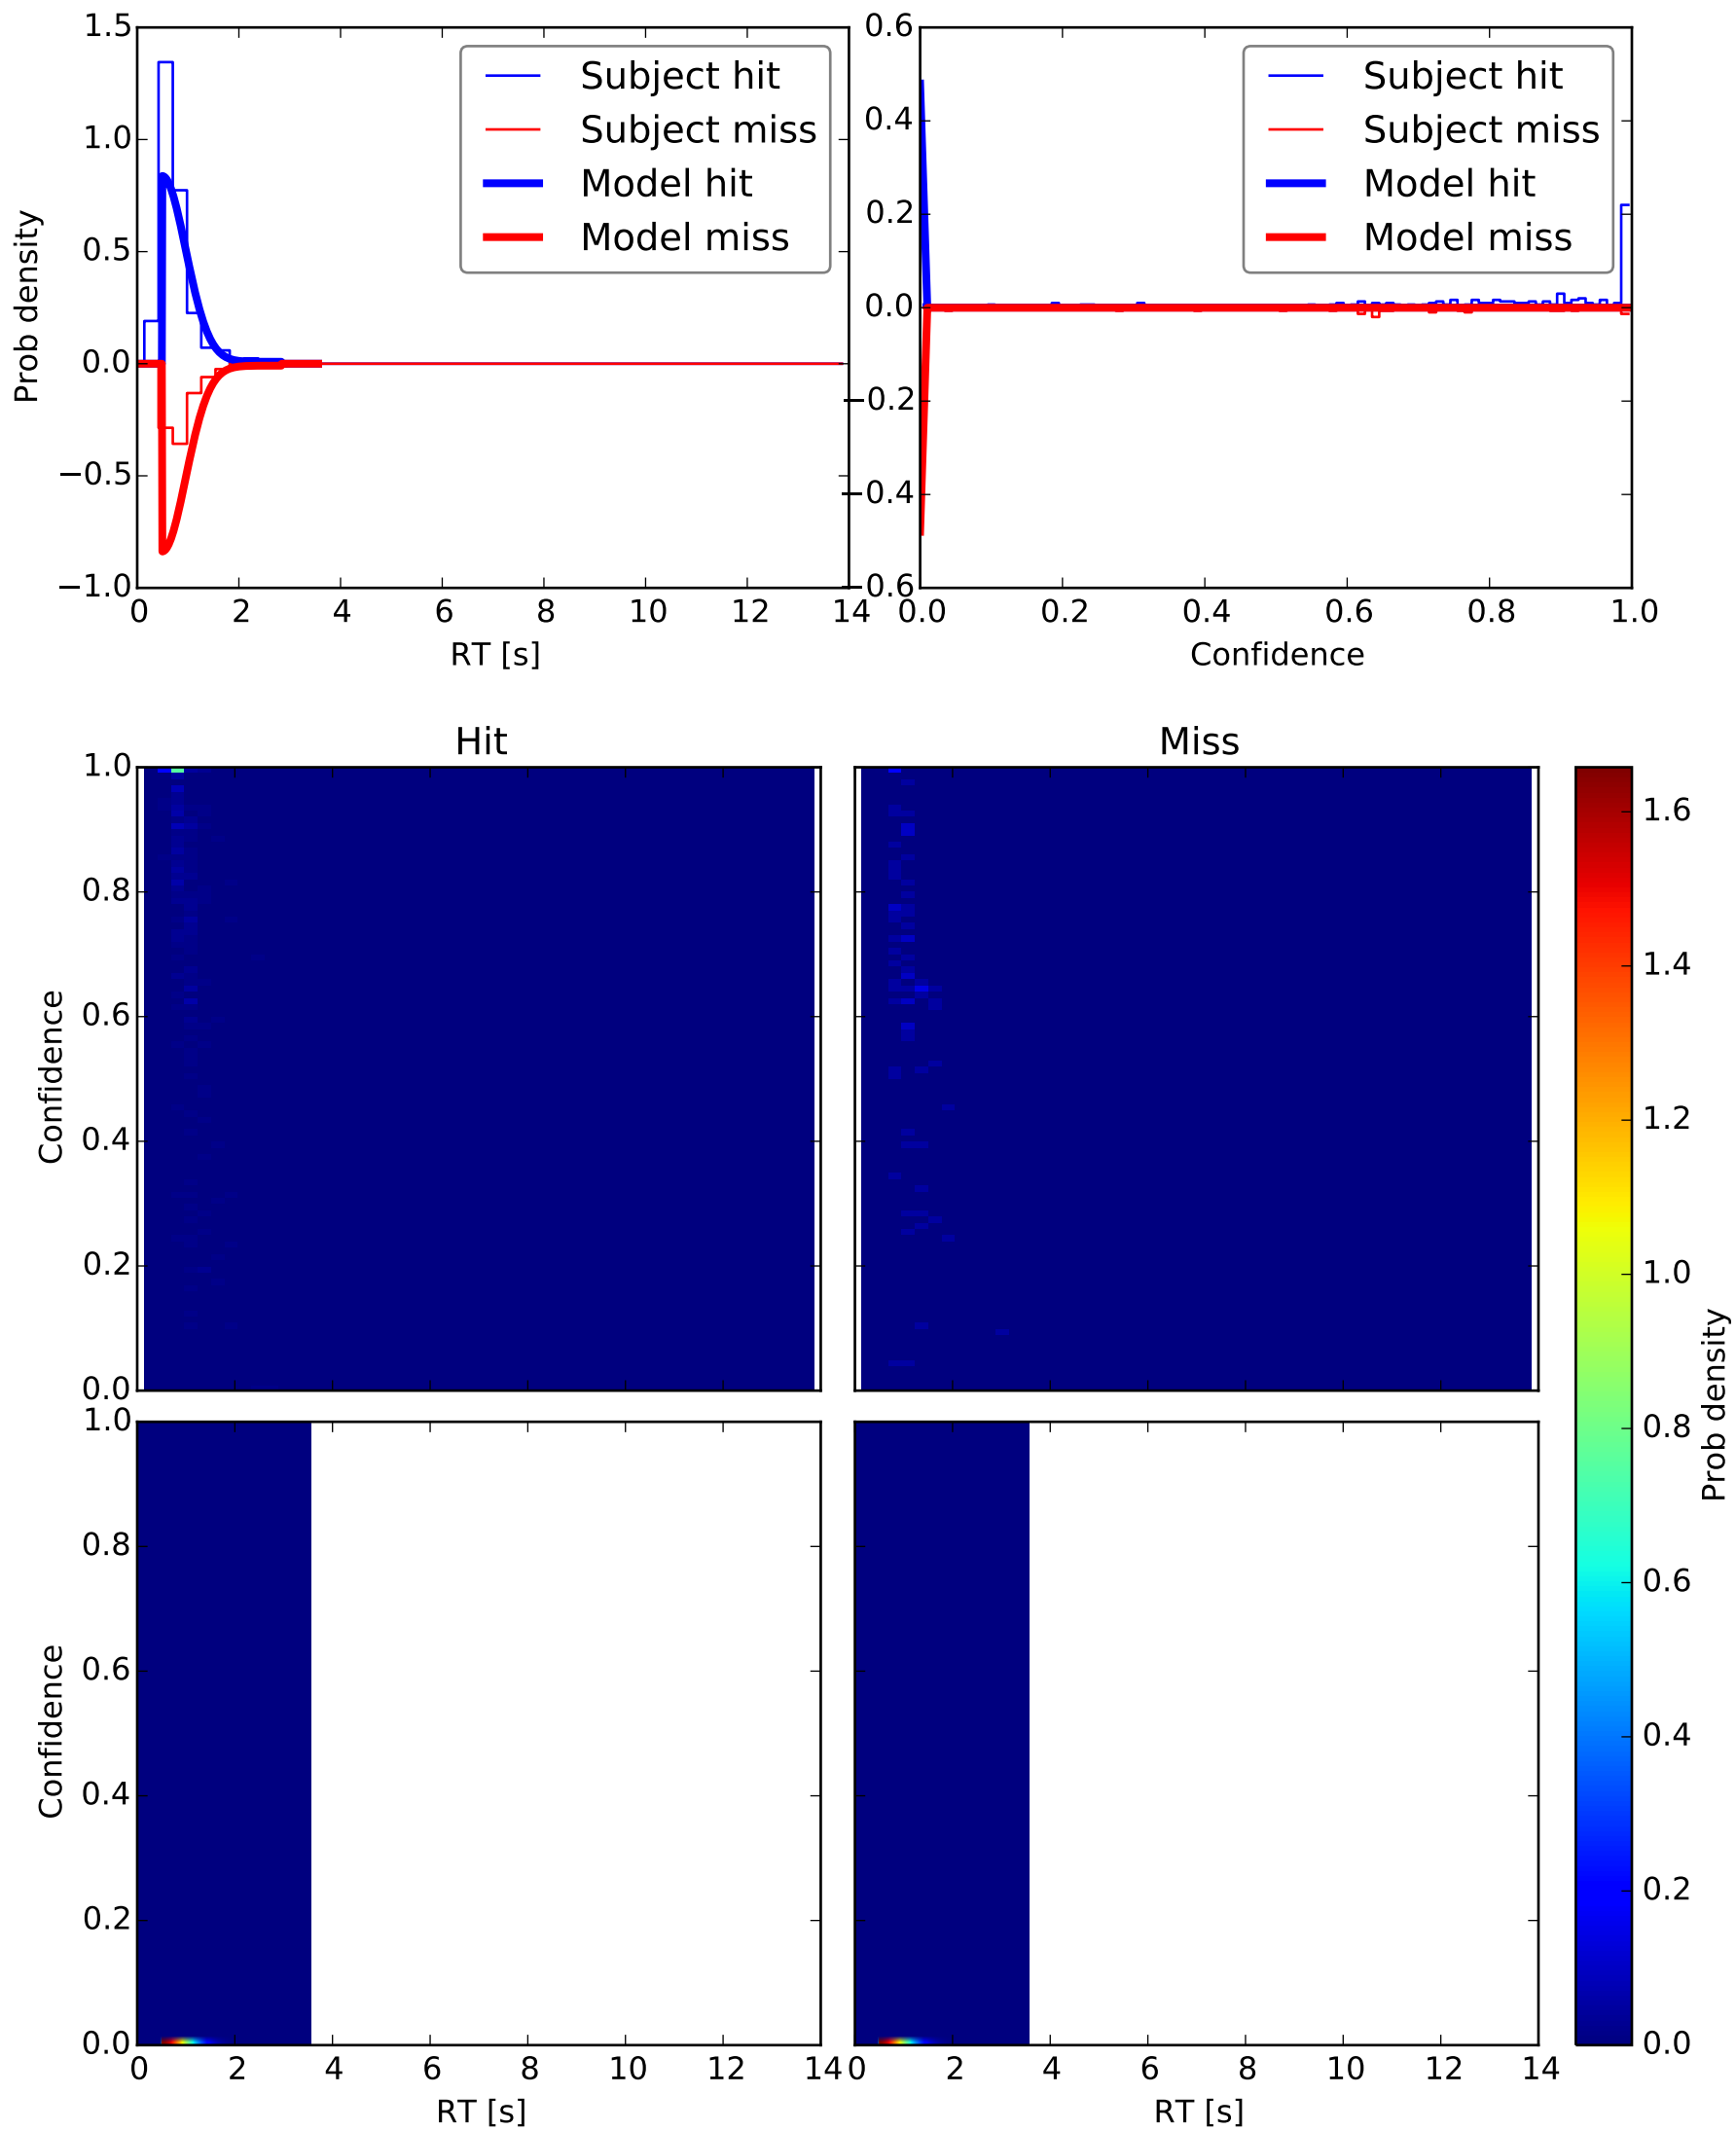 1.5
1.0
0.5
0.0
−0.5
−1.0
Prob density
Subject hit
Subject miss
Model hit
Model miss
0 2 4 6 8 10 12 14
RT [s]
0.6
0.4
0.2
0.0
−0.2
−0.4
−0.6
Subject hit
Subject miss
Model hit
Model miss
0.0 0.2 0.4 0.6 0.8 1.0
Confidence
Hit
1.0
0.8
0.6
0.4
0.2
0.0
Confidence
Miss
1.0
0.8
0.6
0.4
0.2
0.0
Confidence
0 2 4 6 8 10 12 14
RT [s]
0 2 4 6 8 10 12 14
RT [s]
1.6
1.4
1.2
1.0
0.8
0.6
0.4
0.2
0.0
Prob density